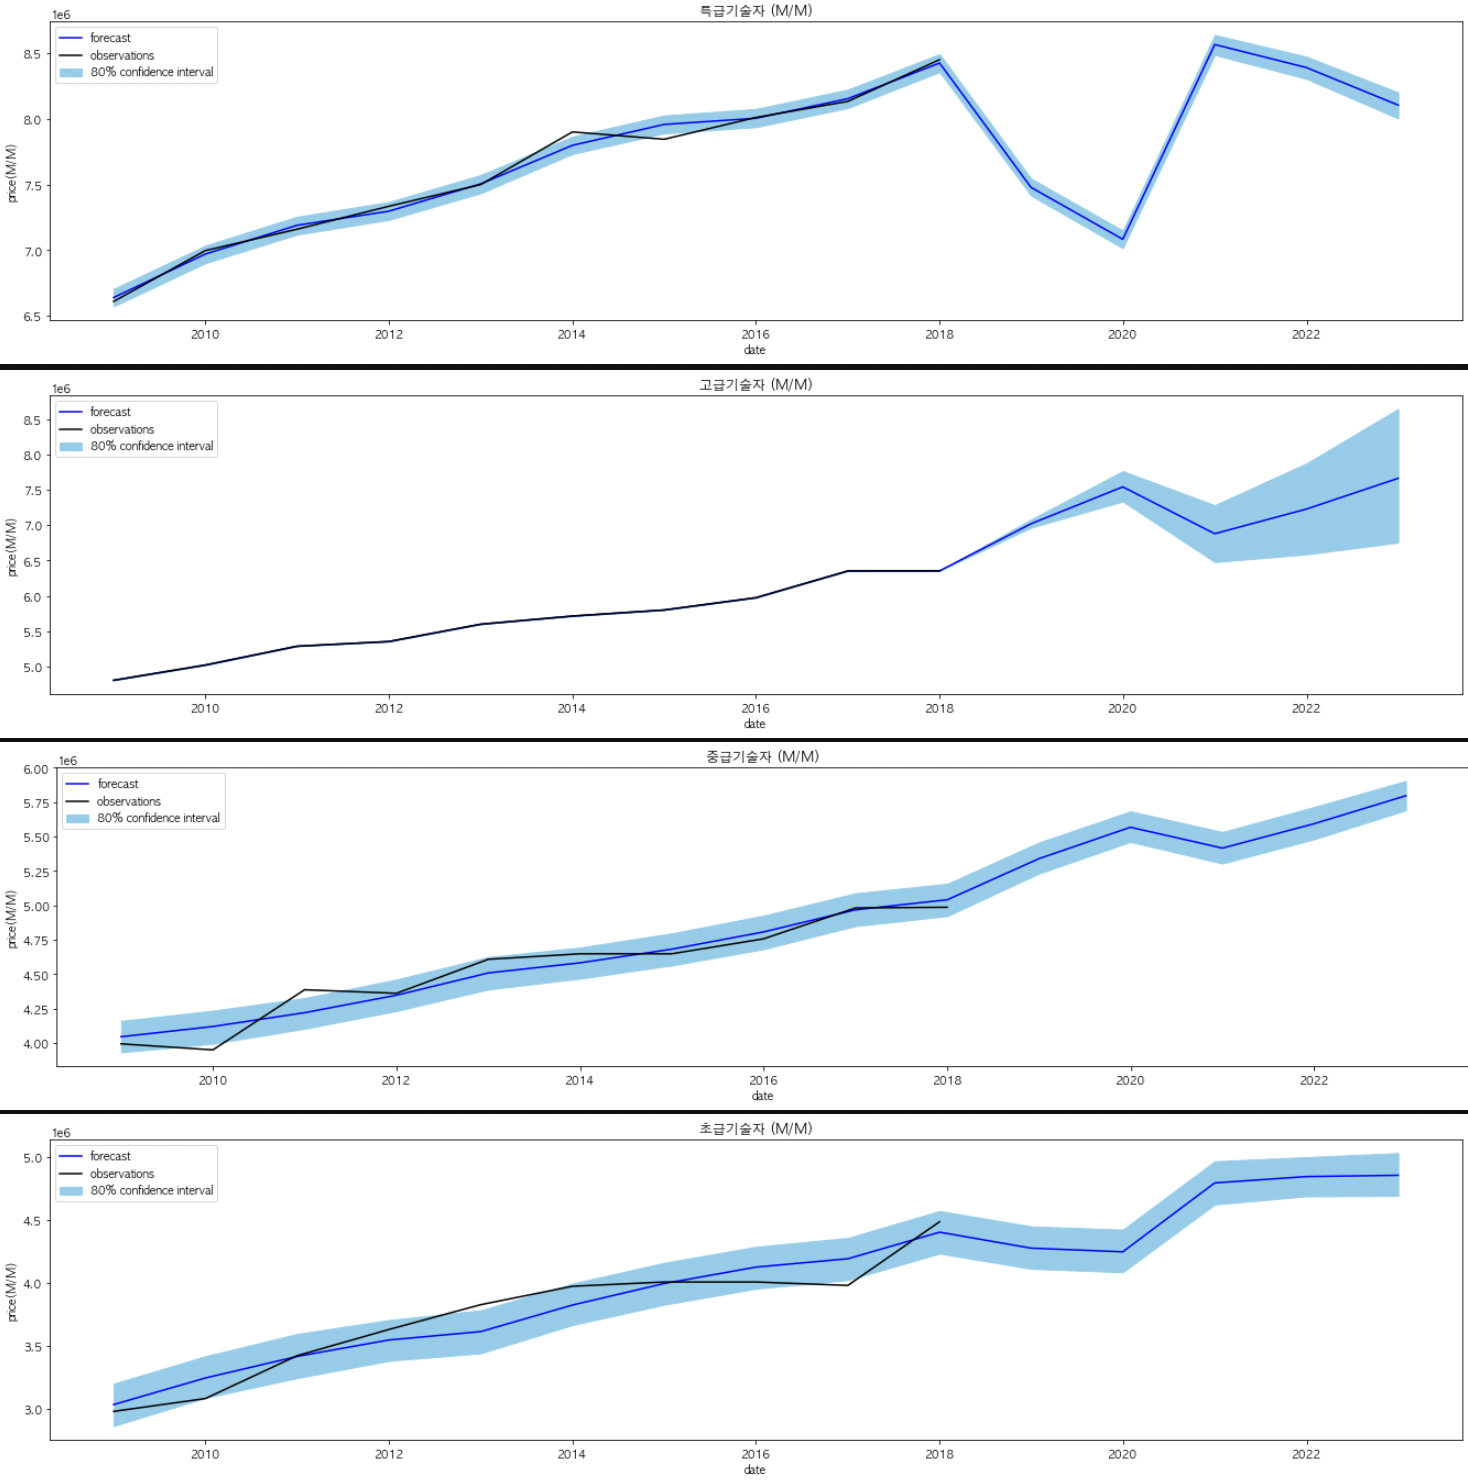 특급기술자 (M/M)
1e6
forecast
observations
80% confidence interval
8.5
8.0
7.5
7.0
6.5
price(M/M)
2010 2012 2014 2016 2018 2020 2022
date
고급기술자 (M/M)
1e6
forecast
observations
80% confidence interval
8.5
8.0
7.5
7.0
6.5
6.0
5.5
5.0
price(M/M)
2010 2012 2014 2016 2018 2020 2022
date
중급기술자 (M/M)
1e6
forecast
observations
80% confidence interval
6.00
5.75
5.50
5.25
5.00
4.75
4.50
4.25
4.00
price(M/M)
2010 2012 2014 2016 2018 2020 2022
date
초급기술자 (M/M)
1e6
forecast
observations
80% confidence interval
5.0
4.5
4.0
3.5
3.0
price(M/M)
2010 2012 2014 2016 2018 2020 2022
date